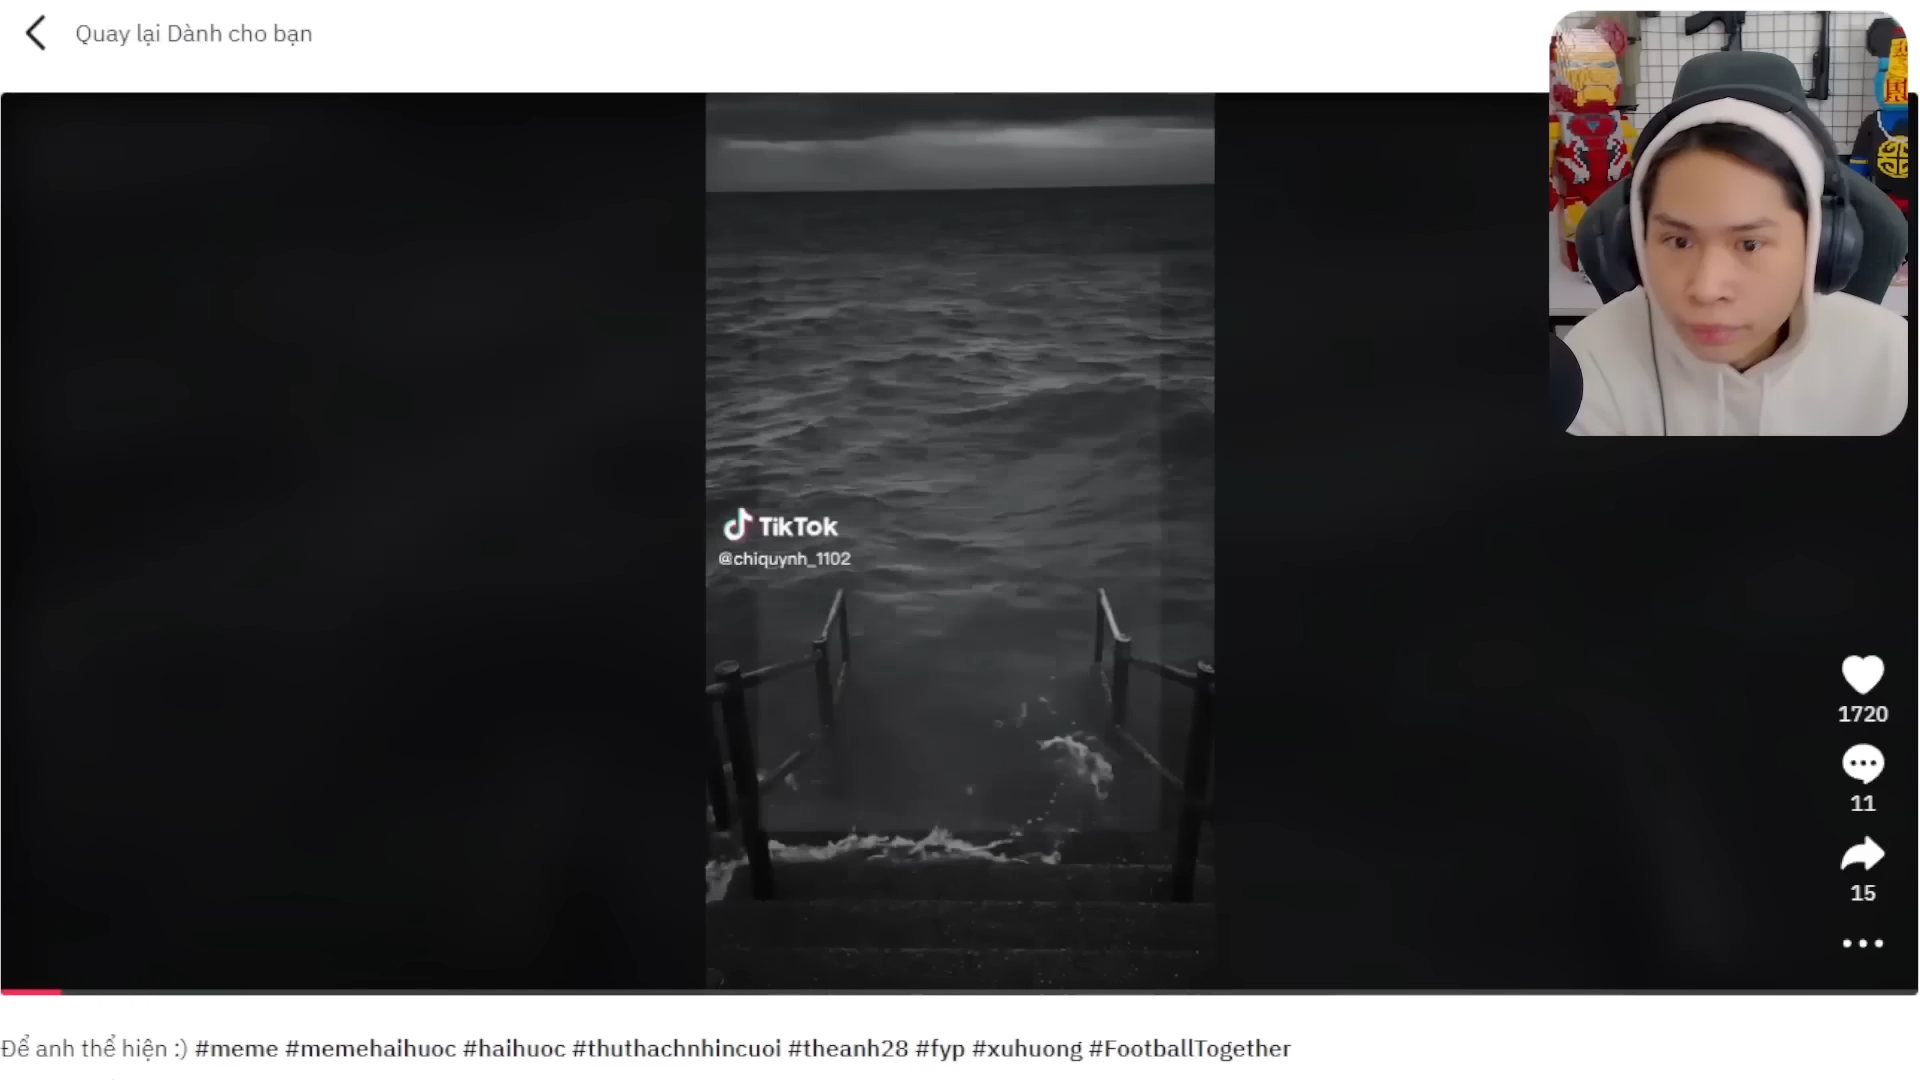 Quay lại Dành cho bạn
TikTok
@chiquynh_1102
1720
11
15
Để anh thể hiện :) #meme #memehaihuoc #haihuoc #thuthachnhincuoi #theanh28 #fyp #xuhuong #FootballTogether